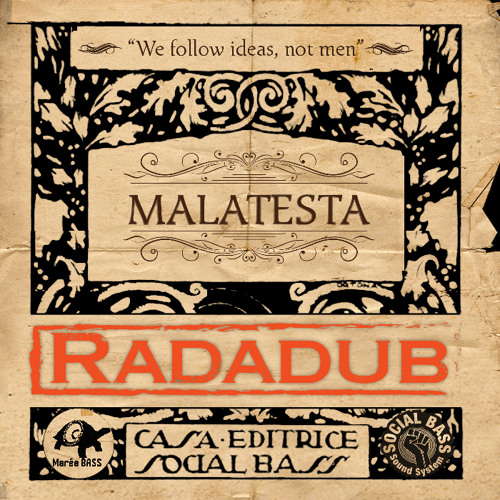 “We follow ideas, not men”
MALATESTA
RADADUB
CASA·EDITRICE
SOCIAL BASS
Marée BASS
SOCIAL BASS
Sound System